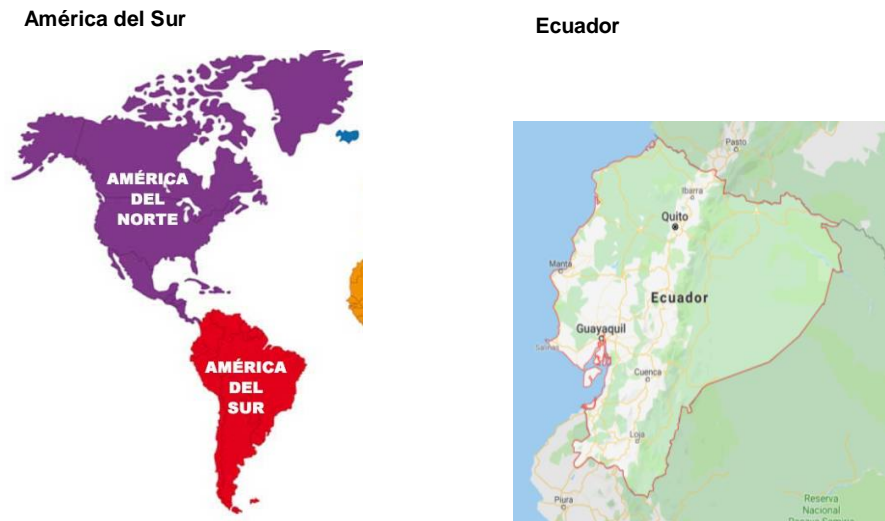 América del Sur
Ecuador
AMÉRICA
DEL
NORTE
AMÉRICA
DEL
SUR
Pasto
Ibarra
Quito
Manta
Ecuador
Guayaquil
Salinas
Cuenca
Loja
Piura
Reserva
Nacional